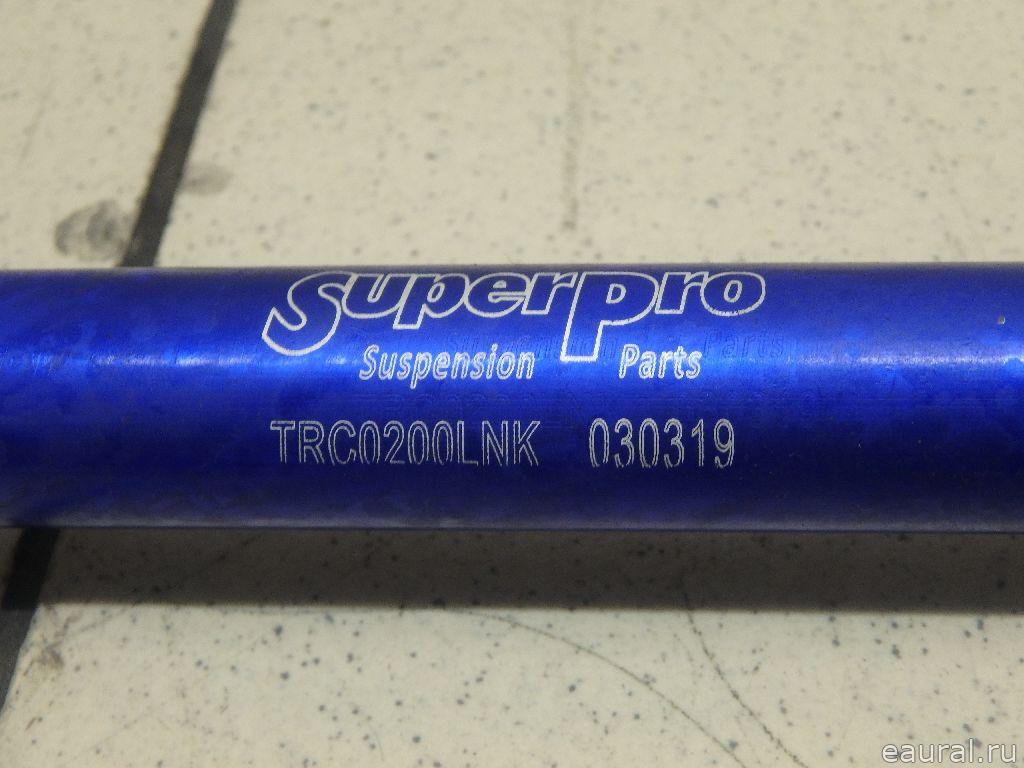 SuperPro
Suspension Parts
TRC0200LNK 030319
eaural.ru